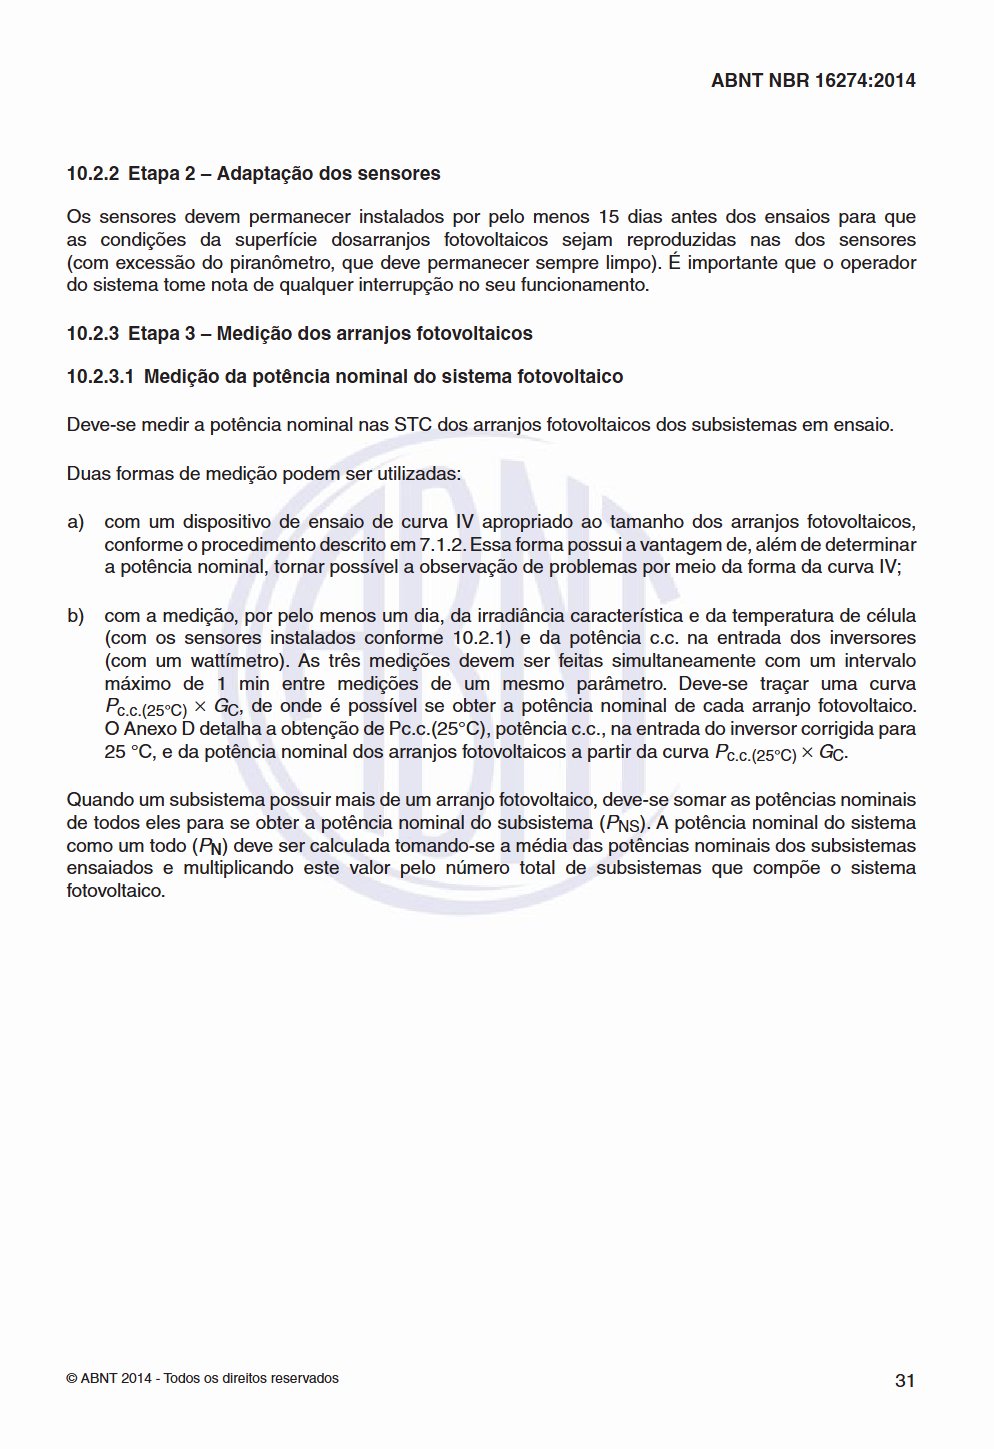 ABNT NBR 16274:2014
10.2.2 Etapa 2 – Adaptação dos sensores
Os sensores devem permanecer instalados por pelo menos 15 dias antes dos ensaios para que
as condições da superfície dosarranjos fotovoltaicos sejam reproduzidas nas dos sensores
(com excessão do piranômetro, que deve permanecer sempre limpo). É importante que o operador
do sistema tome nota de qualquer interrupção no seu funcionamento.
10.2.3 Etapa 3 – Medição dos arranjos fotovoltaicos
10.2.3.1 Medição da potência nominal do sistema fotovoltaico
Deve-se medir a potência nominal nas STC dos arranjos fotovoltaicos dos subsistemas em ensaio.
Duas formas de medição podem ser utilizadas:
a) com um dispositivo de ensaio de curva IV apropriado ao tamanho dos arranjos fotovoltaicos,
conforme o procedimento descrito em 7.1.2. Essa forma possui a vantagem de, além de determinar
a potência nominal, tornar possível a observação de problemas por meio da forma da curva IV;
b) com a medição, por pelo menos um dia, da irradiância característica e da temperatura de célula
(com os sensores instalados conforme 10.2.1) e da potência c.c. na entrada dos inversores
(com um wattímetro). As três medições devem ser feitas simultaneamente com um intervalo
máximo de 1 min entre medições de um mesmo parâmetro. Deve-se traçar uma curva
Pc.c.(25°C) × GC, de onde é possível se obter a potência nominal de cada arranjo fotovoltaico.
O Anexo D detalha a obtenção de Pc.c.(25°C), potência c.c., na entrada do inversor corrigida para
25 °C, e da potência nominal dos arranjos fotovoltaicos a partir da curva Pc.c.(25°C) × GC.
Quando um subsistema possuir mais de um arranjo fotovoltaico, deve-se somar as potências nominais
de todos eles para se obter a potência nominal do subsistema (PNS). A potência nominal do sistema
como um todo (PN) deve ser calculada tomando-se a média das potências nominais dos subsistemas
ensaiados e multiplicando este valor pelo número total de subsistemas que compõe o sistema
fotovoltaico.
ABNT
© ABNT 2014 - Todos os direitos reservados
31